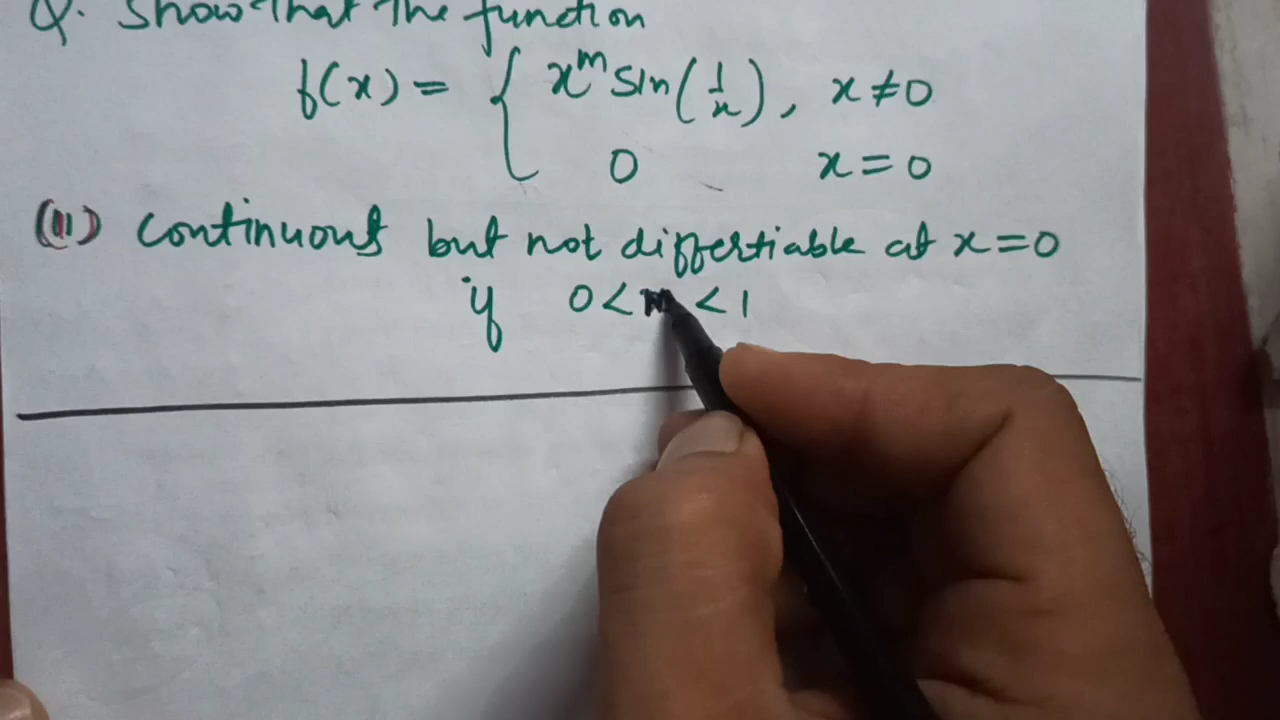 Q. Show that the function
f(x) = { x^m sin(1/x), x≠0
0 x=0
(II) continuous but not differtiable at x=0
if 0<m<1